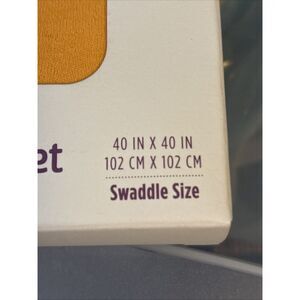 40 IN X 40 IN
et 102 CM X 102 CM
Swaddle Size